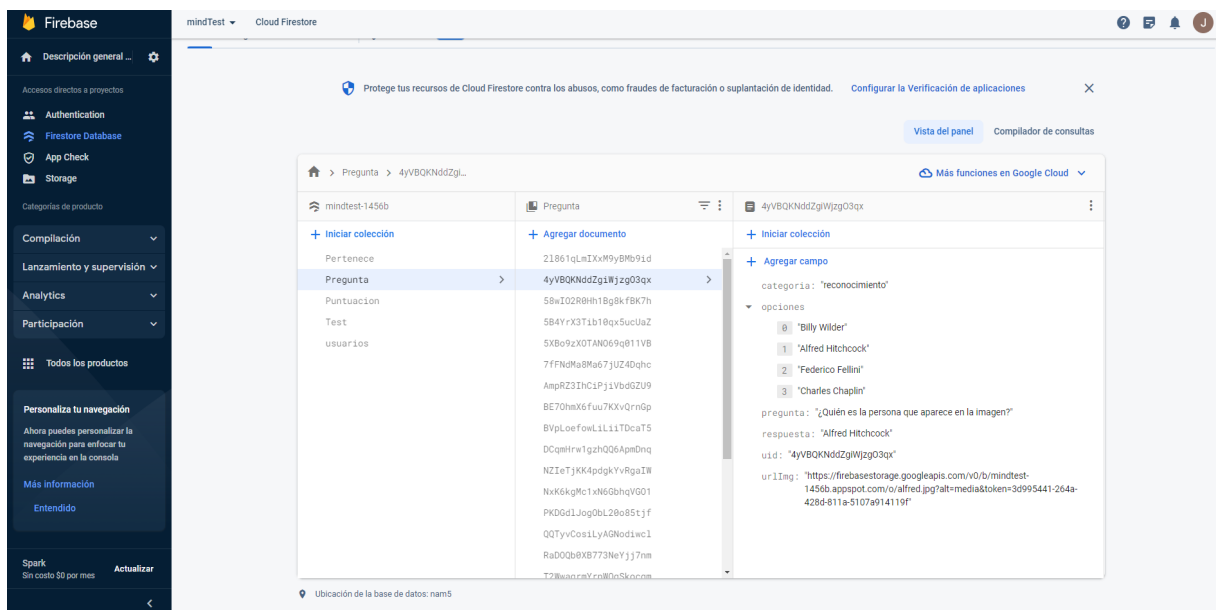 Firebase
mindTest
Cloud Firestore
J
Descripción general ...
Accesos directos a proyectos
Authentication
Firestore Database
App Check
Storage
Categorías de producto
Compilación
Lanzamiento y supervisión
Analytics
Participación
Todos los productos
Personaliza tu navegación
Ahora puedes personalizar la
navegación para enfocar tu
experiencia en la consola
Más información
Entendido
Spark
Sin costo $0 por mes
Actualizar
Protege tus recursos de Cloud Firestore contra los abusos, como fraudes de facturación o suplantación de identidad. Configurar la Verificación de aplicaciones
Vista del panel Compilador de consultas
> Pregunta > 4yVBQKNddZgi...
Más funciones en Google Cloud
mindtest-1456b
+ Iniciar colección
Pertenece
Pregunta
Puntuacion
Test
usuarios
Pregunta
+ Agregar documento
2l861qLmIXxM9yBMb9id
4yVBQKNddZgiWjzgO3qx
58wIO2R0Hh1Bg8kfBK7h
5B4YrX3Tib10qx5ucUaZ
5XBo9zXOTANO69q011VB
7fFNdMa8Ma67jUZ4Dqhc
AmpRZ3IhCiPjiVbdGZU9
BE7OhmX6fuu7KXvQrnGp
BVpLoefowLiLiiTDcaT5
DCqmHrw1gzhQQ6ApmDnq
NZIeTjKK4pdgkYvRgaIW
NxK6kgMc1xN6GbhqVGO1
PKDGdlJogObL20o85tjf
QQTyvCosiLyAGNodiwcl
RaDOQb0XB773NeYjj7nm
4yVBQKNddZgiWjzgO3qx
+ Iniciar colección
+ Agregar campo
categoria: "reconocimiento"
opciones
0 "Billy Wilder"
1 "Alfred Hitchcock"
2 "Federico Fellini"
3 "Charles Chaplin"
pregunta: "¿Quién es la persona que aparece en la imagen?"
respuesta: "Alfred Hitchcock"
uid: "4yVBQKNddZgiWjzgO3qx"
urlImg: "https://firebasestorage.googleapis.com/v0/b/mindtest-
1456b.appspot.com/o/alfred.jpg?alt=media&token=3d995441-264a-
428d-811a-5107a914119f"
Ubicación de la base de datos: nam5